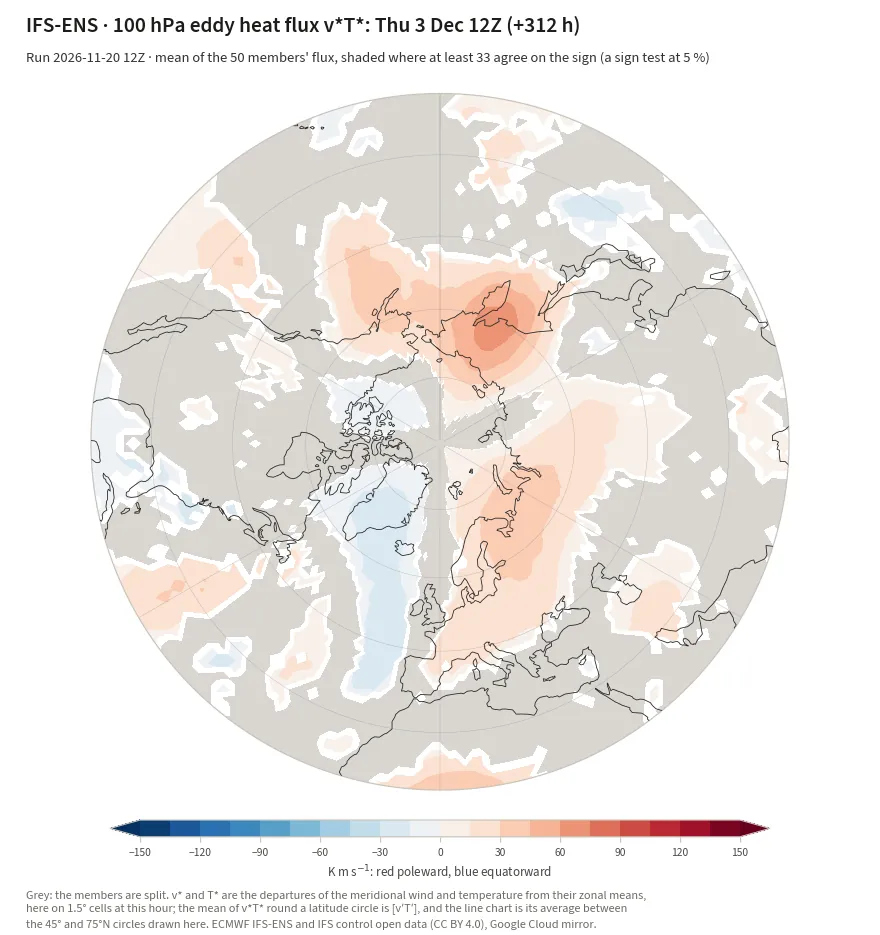 IFS-ENS · 100 hPa eddy heat flux v*T*: Thu 3 Dec 12Z (+312 h)
Run 2026-11-20 12Z · mean of the 50 members' flux, shaded where at least 33 agree on the sign (a sign test at 5 %)
−150 −120 −90 −60 −30 0 30 60 90 120 150
K m s⁻¹: red poleward, blue equatorward
Grey: the members are split. v* and T* are the departures of the meridional wind and temperature from their zonal means,
here on 1.5° cells at this hour; the mean of v*T* round a latitude circle is [v'T'], and the line chart is its average between
the 45° and 75°N circles drawn here. ECMWF IFS-ENS and IFS control open data (CC BY 4.0), Google Cloud mirror.